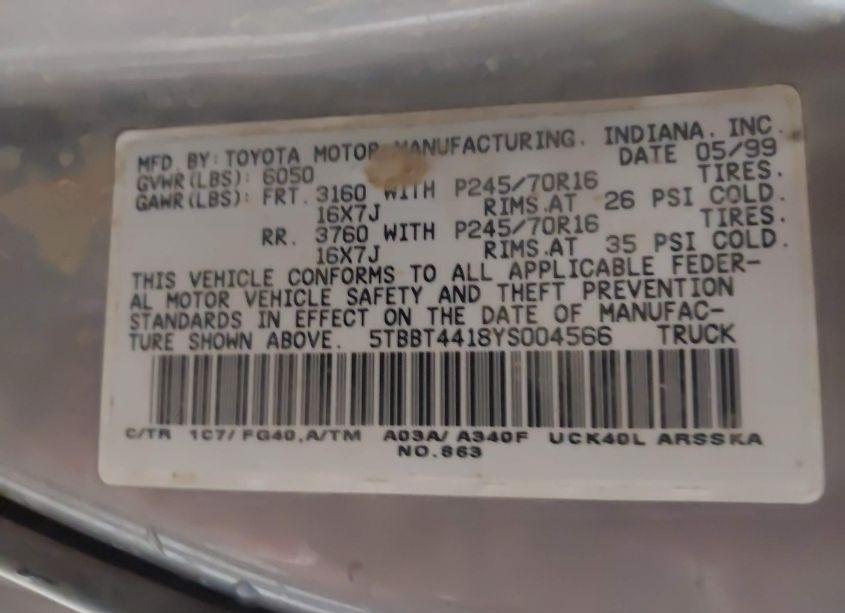 MFD. BY: TOYOTA MOTOR MANUFACTURING, INDIANA, INC.
GVWR(LBS): 6050 DATE 05/99
GAWR(LBS): FRT. 3160 WITH P245/70R16 TIRES.
16X7J RIMS.AT 26 PSI COLD.
RR. 3760 WITH P245/70R16 TIRES.
16X7J RIMS.AT 35 PSI COLD.
THIS VEHICLE CONFORMS TO ALL APPLICABLE FEDER-
AL MOTOR VEHICLE SAFETY AND THEFT PREVENTION
STANDARDS IN EFFECT ON THE DATE OF MANUFAC-
TURE SHOWN ABOVE. 5TBBT4418YS004566 TRUCK
C/TR 1C7/FG40,A/TM A03A/A340F UCK40L ARSSKA
NO.863